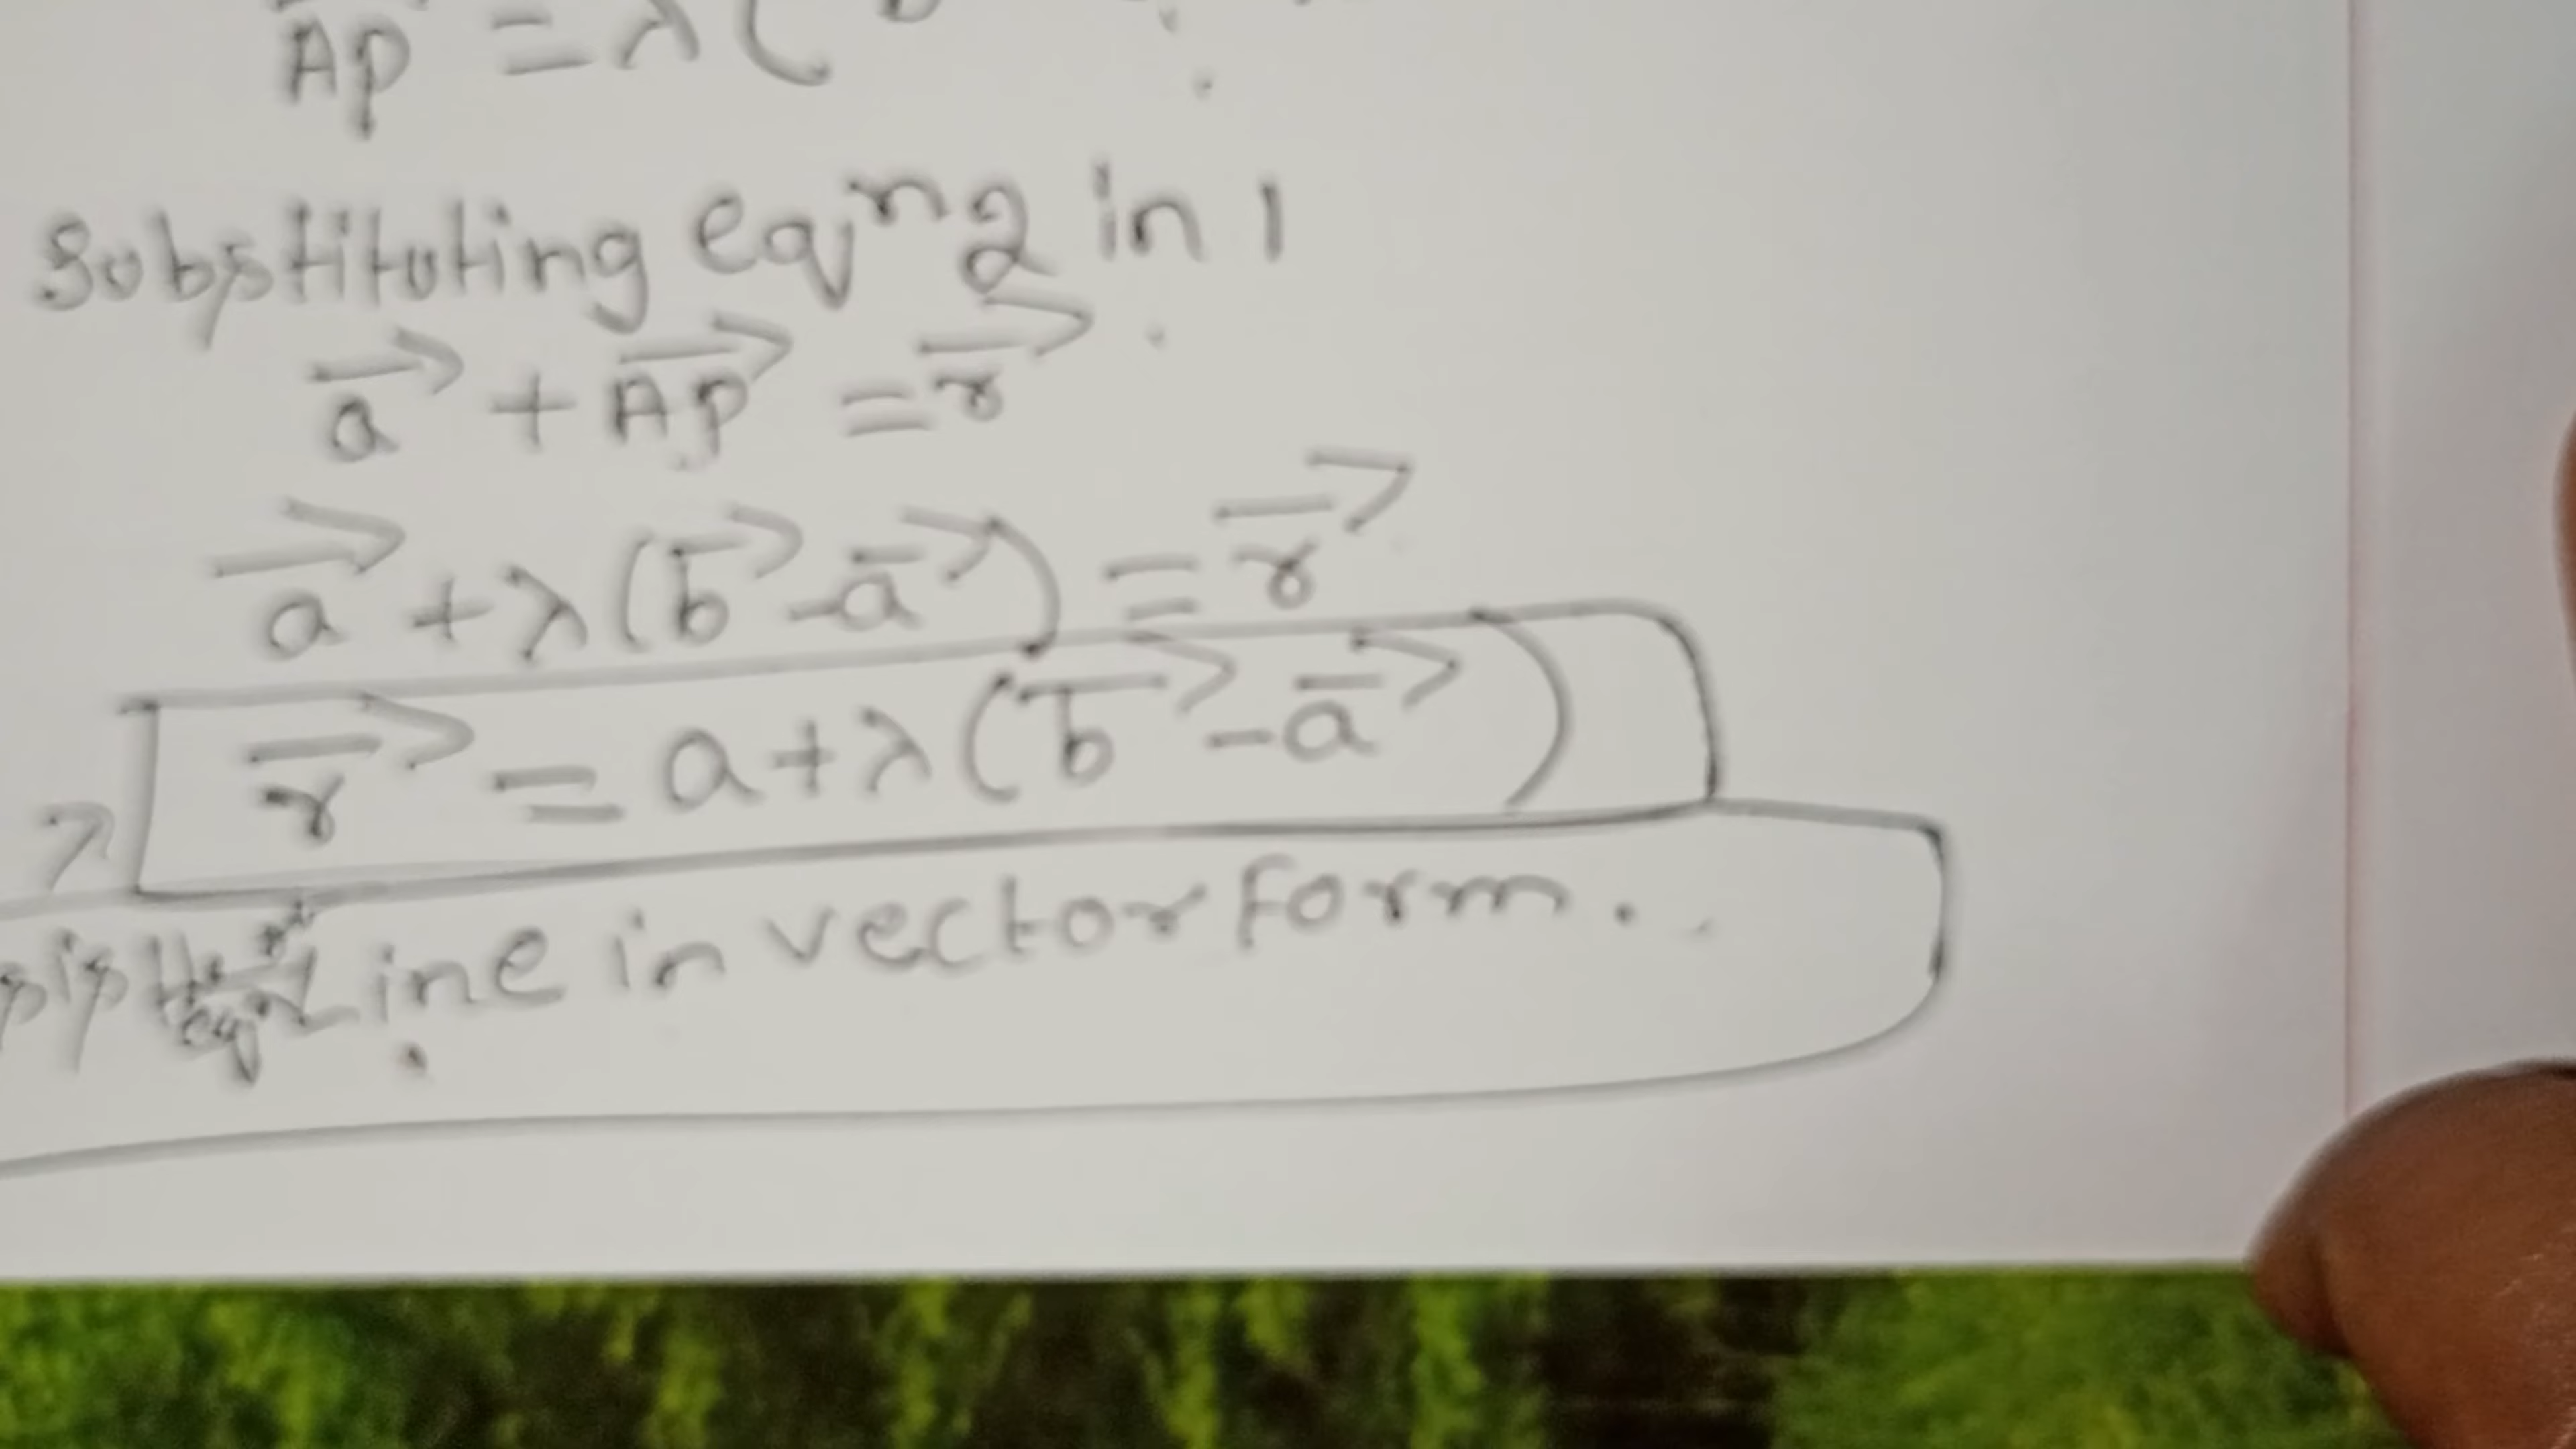 AP = λ(
Substituting eqⁿ 2 in 1
a⃗ + AP⃗ = r⃗
a⃗ + λ(b⃗ - a⃗) = r⃗
r⃗ = a + λ(b⃗ - a⃗)
Line in vector form.